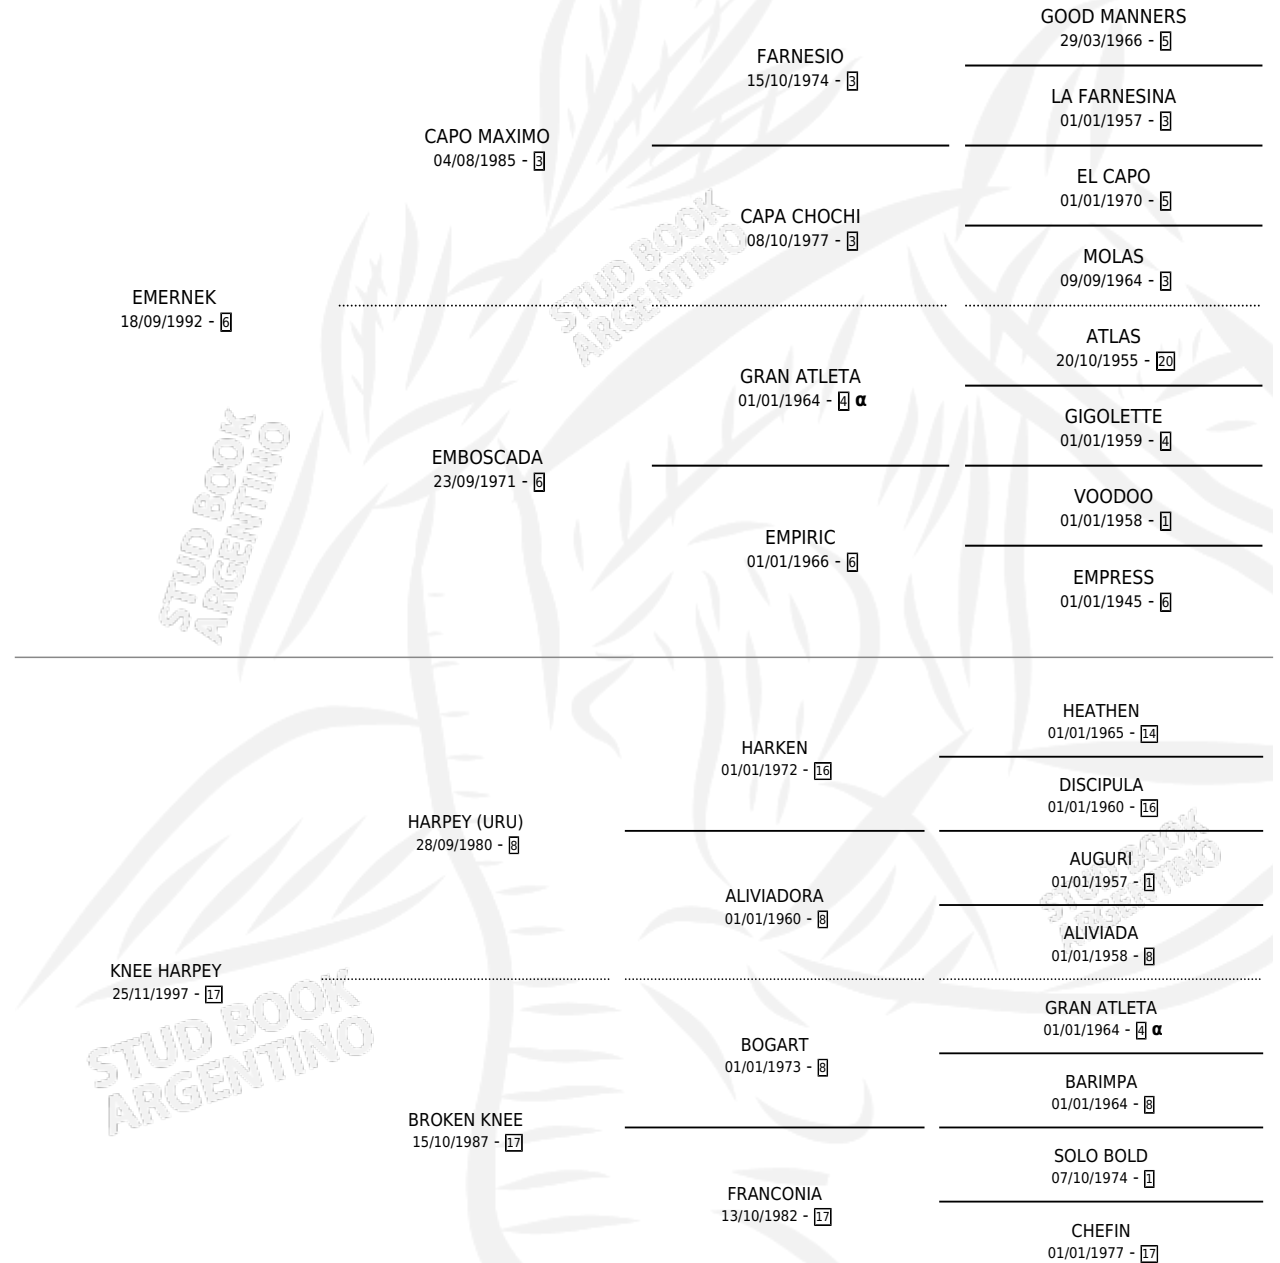 GOOD MANNERS
29/03/1966 - 5
FARNESIO
15/10/1974 - 3
LA FARNESINA
01/01/1957 - 3
CAPO MAXIMO
04/08/1985 - 3
EL CAPO
01/01/1970 - 5
CAPA CHOCHI
08/10/1977 - 3
MOLAS
09/09/1964 - 3
STUD BOOK
ARGENTINO
EMERNEK
18/09/1992 - 6
ATLAS
20/10/1955 - 20
GRAN ATLETA
01/01/1964 - 4 α
GIGOLETTE
01/01/1959 - 4
EMBOSCADA
23/09/1971 - 6
VOODOO
01/01/1958 - 1
EMPIRIC
01/01/1966 - 6
EMPRESS
01/01/1945 - 6
STUD BOOK
ARGENTINO
HEATHEN
01/01/1965 - 14
HARKEN
01/01/1972 - 16
DISCIPULA
01/01/1960 - 16
HARPEY (URU)
28/09/1980 - 8
AUGURI
01/01/1957 - 1
ALIVIADORA
01/01/1960 - 8
ALIVIADA
01/01/1958 - 8
STUD BOOK
ARGENTINO
KNEE HARPEY
25/11/1997 - 17
GRAN ATLETA
01/01/1964 - 4 α
BOGART
01/01/1973 - 8
BARIMPA
01/01/1964 - 8
STUD BOOK
ARGENTINO
BROKEN KNEE
15/10/1987 - 17
SOLO BOLD
07/10/1974 - 1
FRANCONIA
13/10/1982 - 17
CHEFIN
01/01/1977 - 17